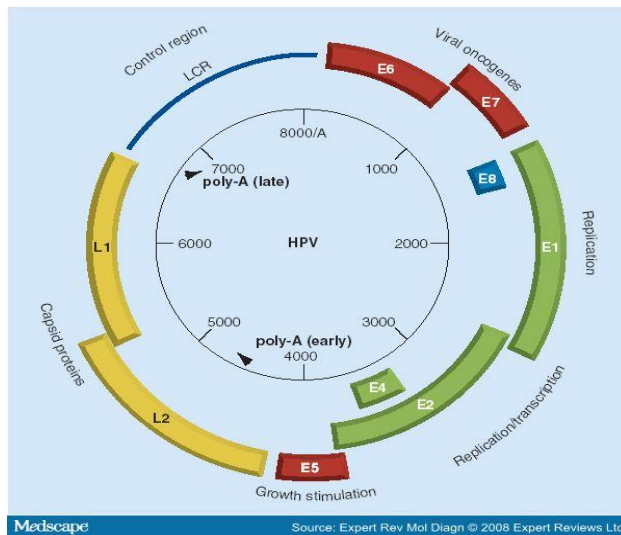 Control region
LCR
E6
Viral oncogenes
E7
8000/A
7000
1000
poly-A (late)
E8
L1
6000
HPV
2000
E1
Replication
5000
poly-A (early)
3000
4000
Capsid proteins
E4
L2
E2
Replication/transcription
E5
Growth stimulation
Medscape
Source: Expert Rev Mol Diagn © 2008 Expert Reviews Ltd